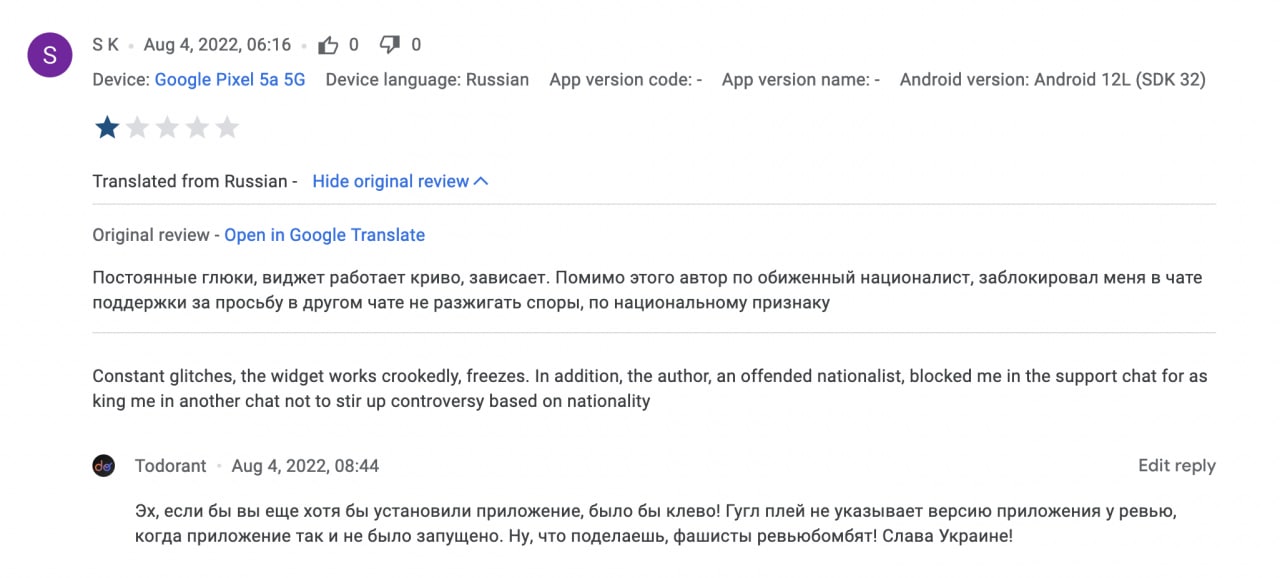 S
S K • Aug 4, 2022, 06:16 • 0 0
Device: Google Pixel 5a 5G Device language: Russian App version code: - App version name: - Android version: Android 12L (SDK 32)
Translated from Russian - Hide original review
Original review - Open in Google Translate
Постоянные глюки, виджет работает криво, зависает. Помимо этого автор по обиженный националист, заблокировал меня в чате
поддержки за просьбу в другом чате не разжигать споры, по национальному признаку
Constant glitches, the widget works crookedly, freezes. In addition, the author, an offended nationalist, blocked me in the support chat for as
king me in another chat not to stir up controversy based on nationality
do Todorant • Aug 4, 2022, 08:44 Edit reply
Эх, если бы вы еще хотя бы установили приложение, было бы клево! Гугл плей не указывает версию приложения у ревью,
когда приложение так и не было запущено. Ну, что поделаешь, фашисты ревьюбомбят! Слава Украине!